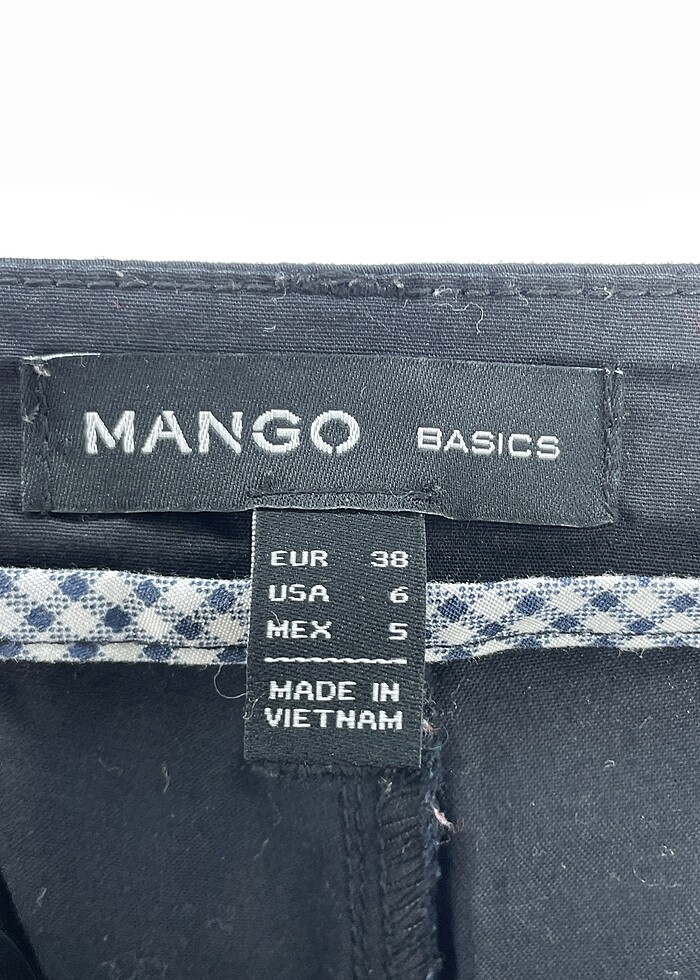 MANGO BASICS
EUR 38
USA 6
MEX 5
MADE IN
VIETNAM